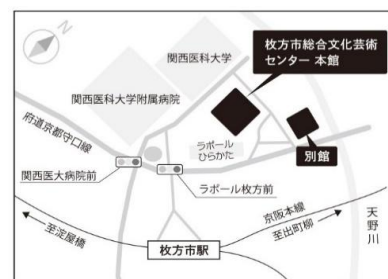 関西医科大学
枚方市総合文化芸術
センター 本館
関西医科大学附属病院
府道京都守口線
ラポール
ひらかた
別館
関西医大病院前
ラポール枚方前
天野川
京阪本線
至淀屋橋
至出町柳
枚方市駅